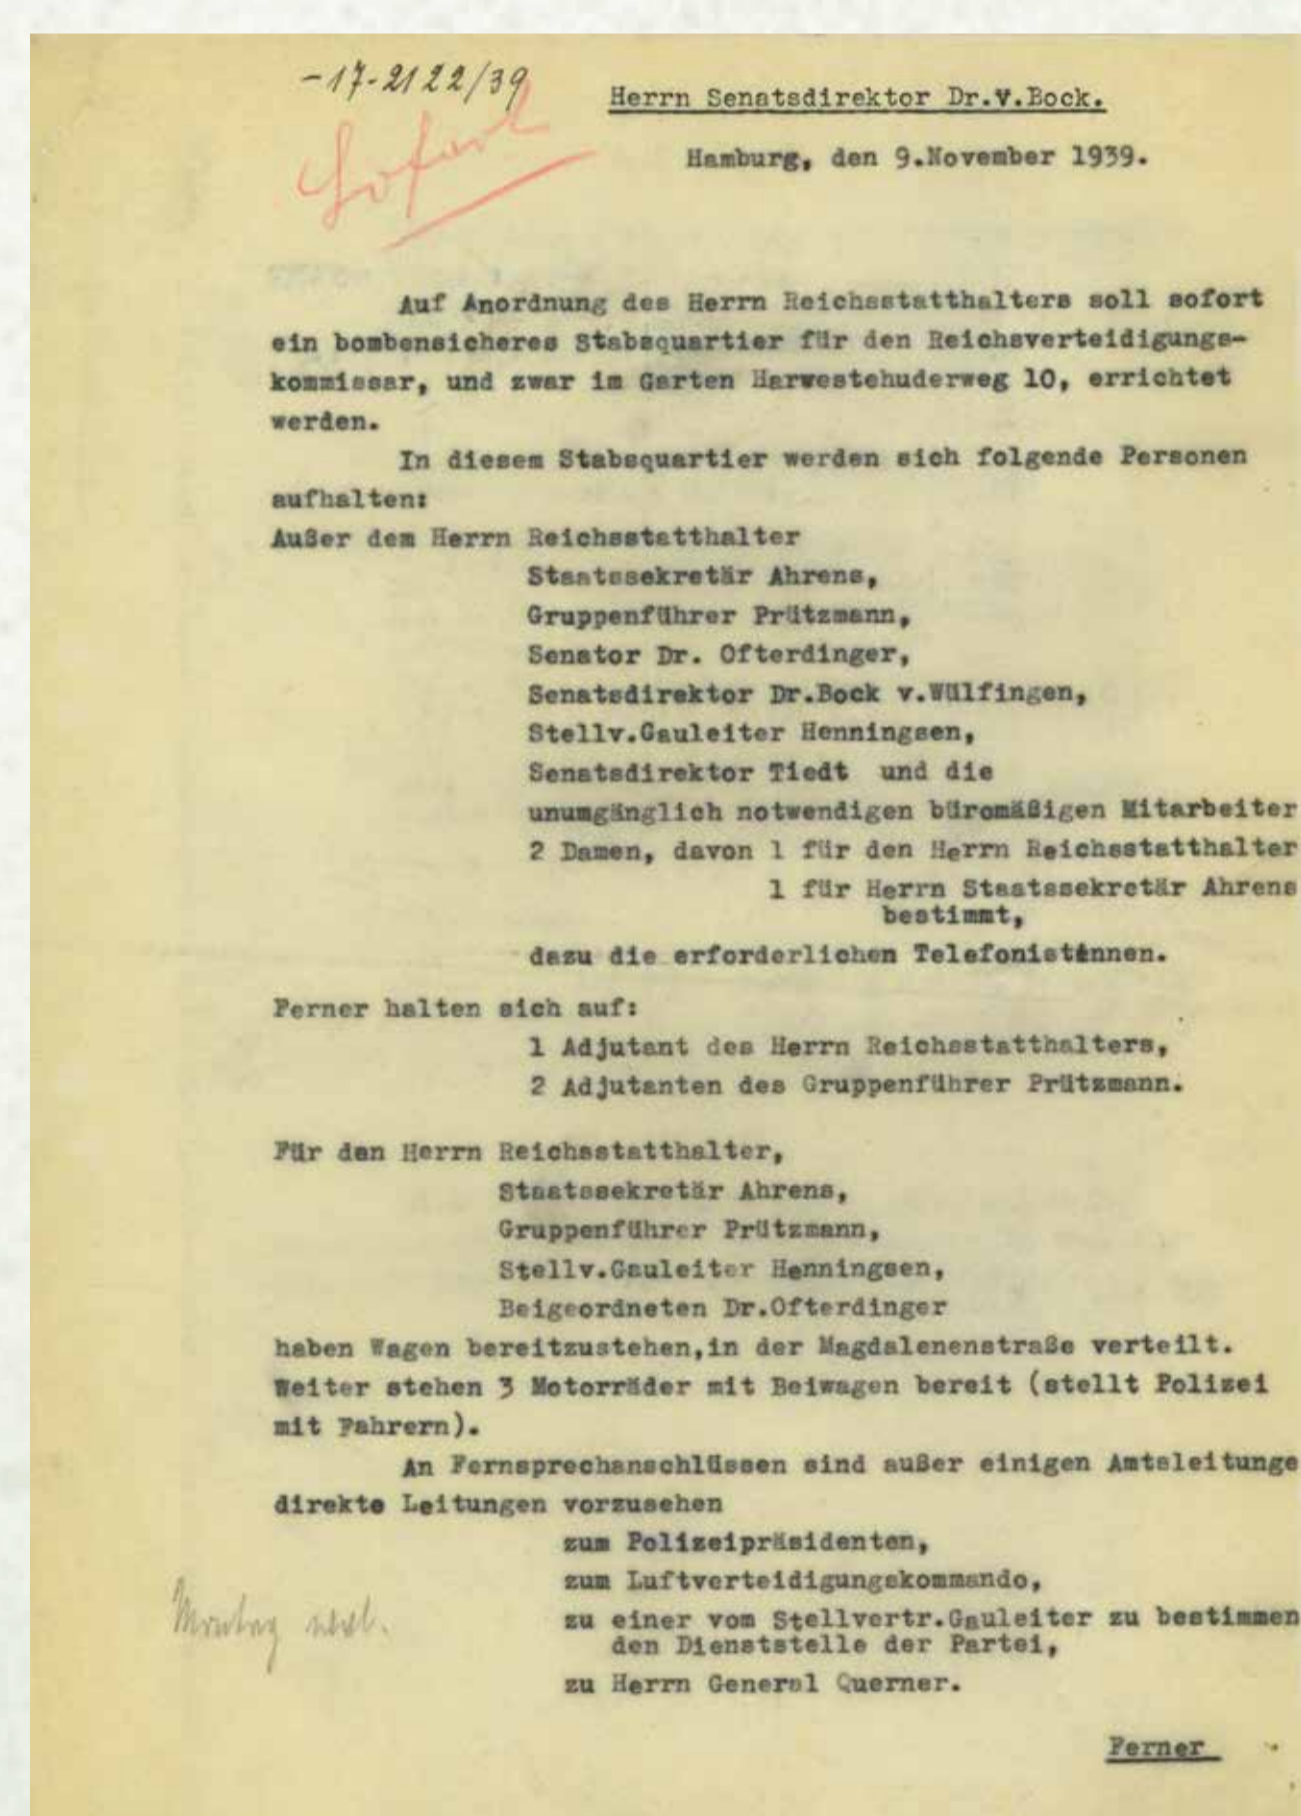 -17-2122/39
Sofort
Herrn Senatsdirektor Dr.v.Bock.
Hamburg, den 9.November 1939.
Auf Anordnung des Herrn Reichsstatthalters soll sofort
ein bombensicheres Stabsquartier für den Reichsverteidigungs-
kommissar, und zwar im Garten Harwestehuderweg 10, errichtet
werden.
In diesem Stabsquartier werden sich folgende Personen
aufhalten:
Außer dem Herrn Reichsstatthalter
Staatssekretär Ahrens,
Gruppenführer Prützmann,
Senator Dr. Ofterdinger,
Senatsdirektor Dr.Bock v.Wülfingen,
Stellv.Gauleiter Henningsen,
Senatsdirektor Tiedt und die
unumgänglich notwendigen büromäßigen Mitarbeiter
2 Damen, davon 1 für den Herrn Reichsstatthalter
1 für Herrn Staatssekretär Ahrens
bestimmt,
dazu die erforderlichen Telefonistinnen.
Ferner halten sich auf:
1 Adjutant des Herrn Reichsstatthalters,
2 Adjutanten des Gruppenführer Prützmann.
Für den Herrn Reichsstatthalter,
Staatssekretär Ahrens,
Gruppenführer Prützmann,
Stellv.Gauleiter Henningsen,
Beigeordneten Dr.Ofterdinger
haben Wagen bereitzustehen,in der Magdalenenstraße verteilt.
Weiter stehen 3 Motorräder mit Beiwagen bereit (stellt Polizei
mit Fahrern).
An Fernsprechanschlüssen sind außer einigen Amtsleitunge
direkte Leitungen vorzusehen
zum Polizeipräsidenten,
zum Luftverteidigungskommando,
zu einer vom Stellvertr.Gauleiter zu bestimmen
den Dienststelle der Partei,
zu Herrn General Querner.
Montag
Ferner